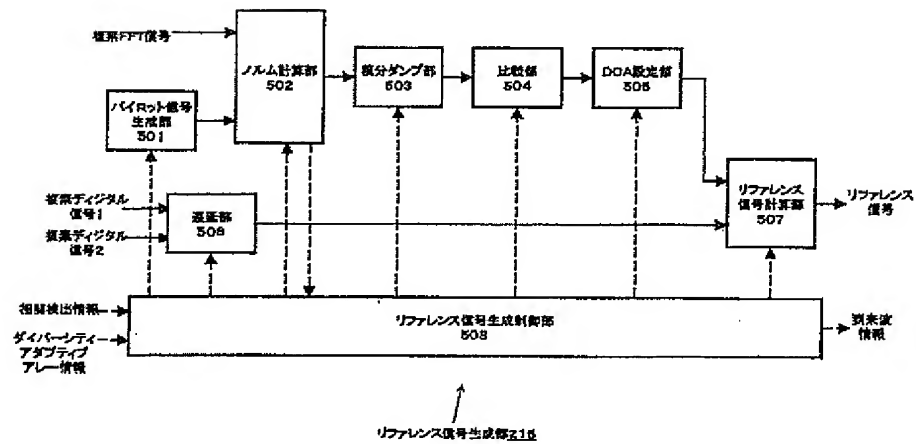 複素FFT信号
ノルム計算部
502
積分ダンプ部
503
比較部
504
DOA設定部
505
パイロット信号
生成部
501
複素ディジタル
信号1
複素ディジタル
信号2
遅延部
506
リファレンス
信号計算部
507
リファレンス
信号
相関検出情報
ダイバーシティ
アダプティブ
アレー情報
リファレンス信号生成制御部
508
到来波
情報
リファレンス信号生成部216